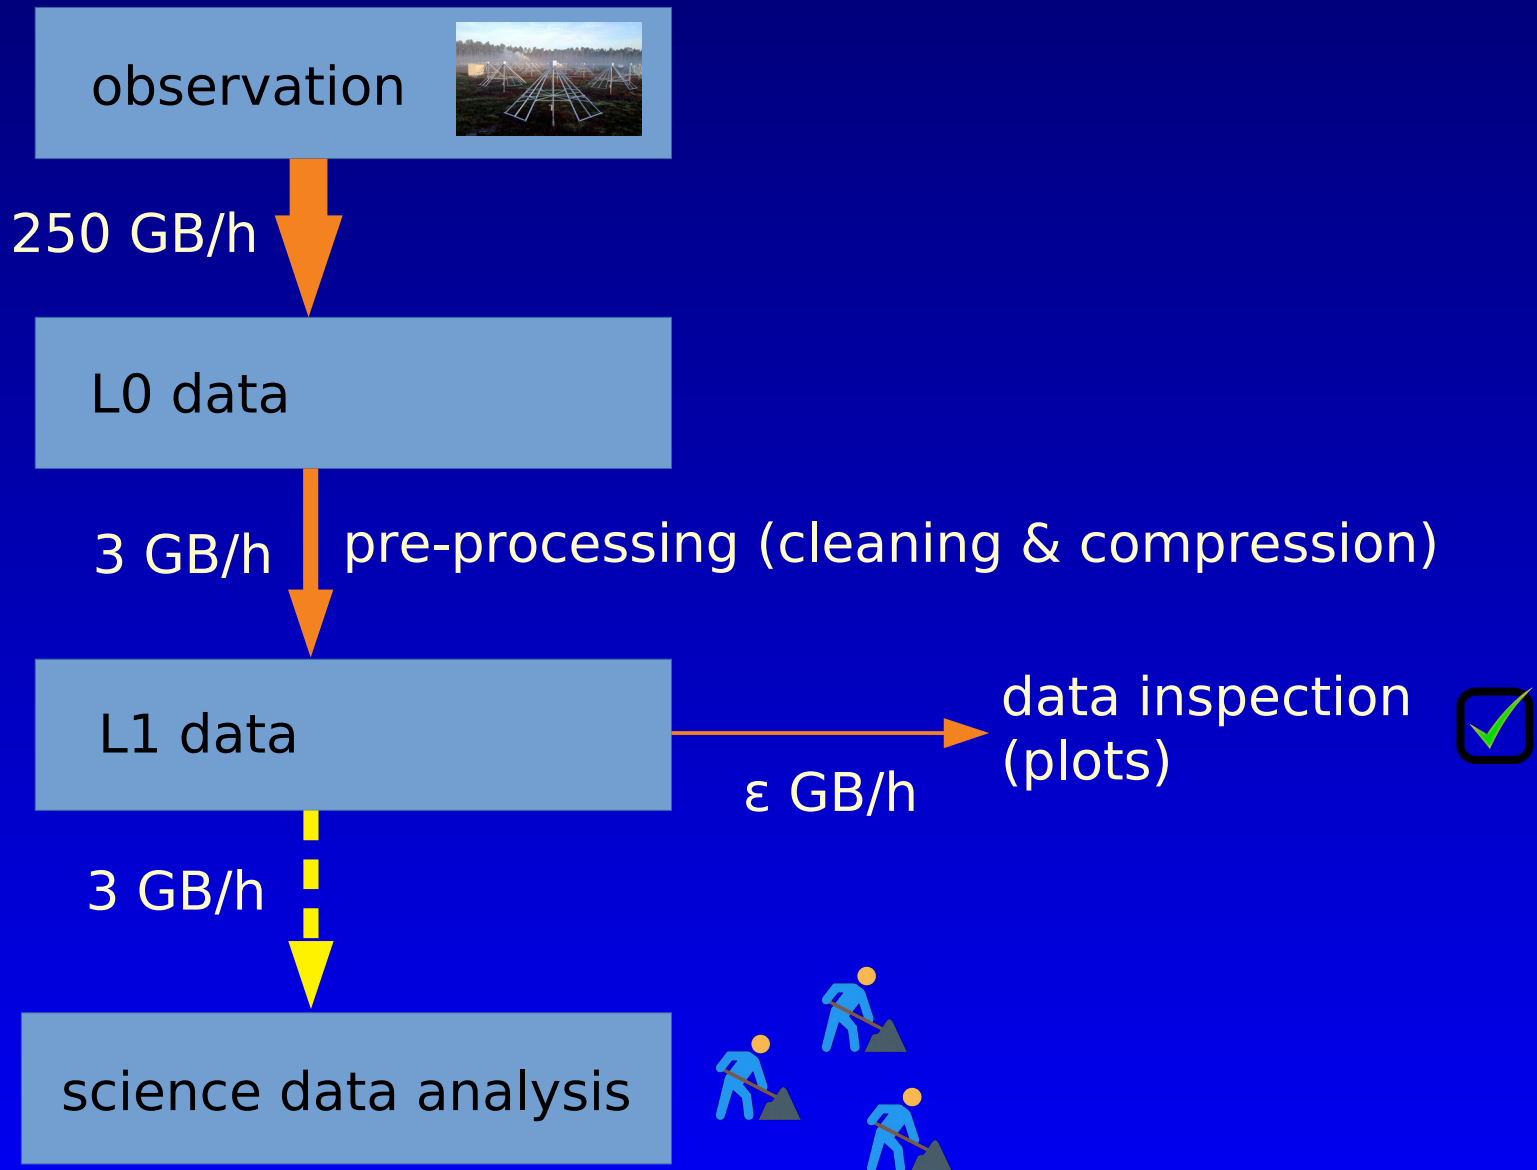 observation
250 GB/h
L0 data
3 GB/h
pre-processing (cleaning & compression)
L1 data
data inspection
(plots)
ε GB/h
3 GB/h
science data analysis